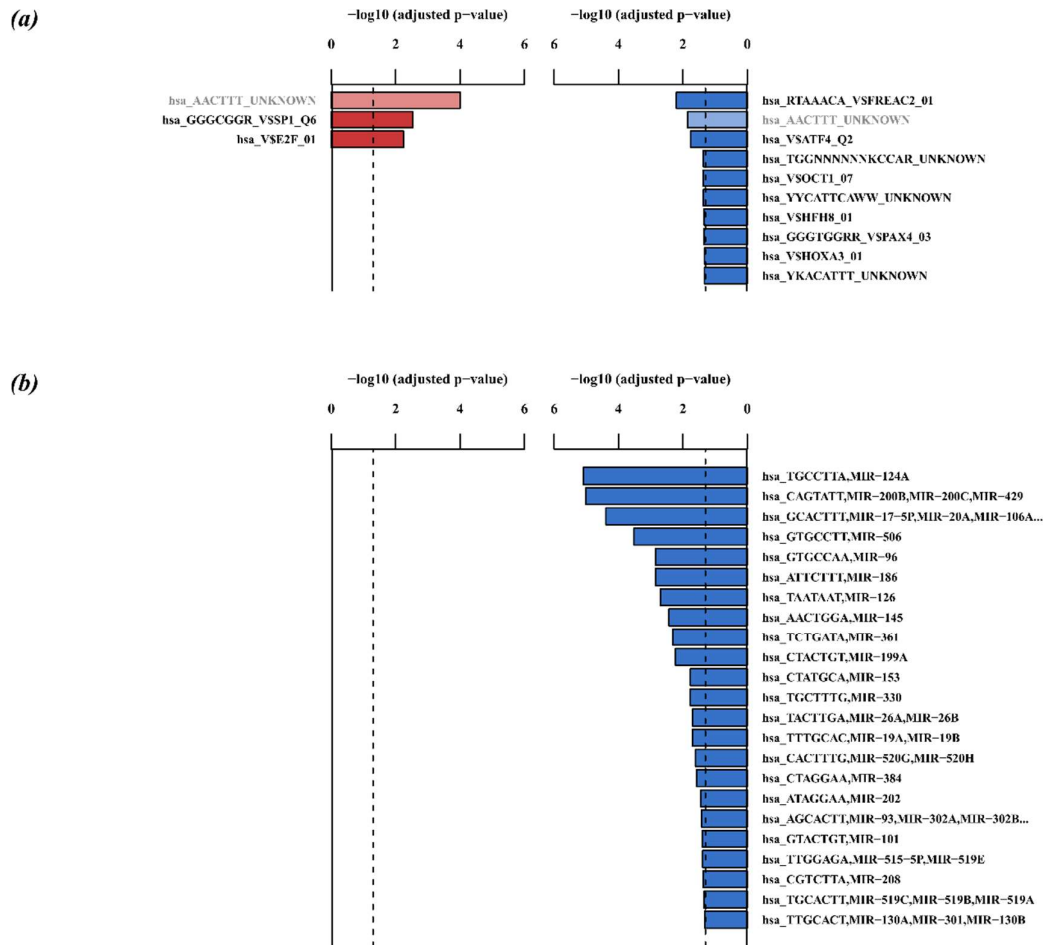 (a)
−log10 (adjusted p−value)
0 2 4 6
hsa_AACTTT_UNKNOWN
hsa_GGGCGGR_V$SP1_Q6
hsa_V$E2F_01
−log10 (adjusted p−value)
6 4 2 0
hsa_RTAAACA_V$FREAC2_01
hsa_AACTTT_UNKNOWN
hsa_V$ATF4_Q2
hsa_TGGNNNNNNKCCAR_UNKNOWN
hsa_V$OCT1_07
hsa_YYCATTCAWW_UNKNOWN
hsa_V$HFH8_01
hsa_GGGTGGRR_V$PAX4_03
hsa_V$HOXA3_01
hsa_YKACATTT_UNKNOWN
(b)
−log10 (adjusted p−value)
0 2 4 6
−log10 (adjusted p−value)
6 4 2 0
hsa_TGCCTTA,MIR−124A
hsa_CAGTATT,MIR−200B,MIR−200C,MIR−429
hsa_GCACTTT,MIR−17−5P,MIR−20A,MIR−106A...
hsa_GTGCCTT,MIR−506
hsa_GTGCCAA,MIR−96
hsa_ATTCTTT,MIR−186
hsa_TAATAAT,MIR−126
hsa_AACTGGA,MIR−145
hsa_TCTGATA,MIR−361
hsa_CTACTGT,MIR−199A
hsa_CTATGCA,MIR−153
hsa_TGCTTTG,MIR−330
hsa_TACTTGA,MIR−26A,MIR−26B
hsa_TTTGCAC,MIR−19A,MIR−19B
hsa_CACTTTG,MIR−520G,MIR−520H
hsa_CTAGGAA,MIR−384
hsa_ATAGGAA,MIR−202
hsa_AGCACTT,MIR−93,MIR−302A,MIR−302B...
hsa_GTACTGT,MIR−101
hsa_TTGGAGA,MIR−515−5P,MIR−519E
hsa_CGTCTTA,MIR−208
hsa_TGCACTT,MIR−519C,MIR−519B,MIR−519A
hsa_TTGCACT,MIR−130A,MIR−301,MIR−130B